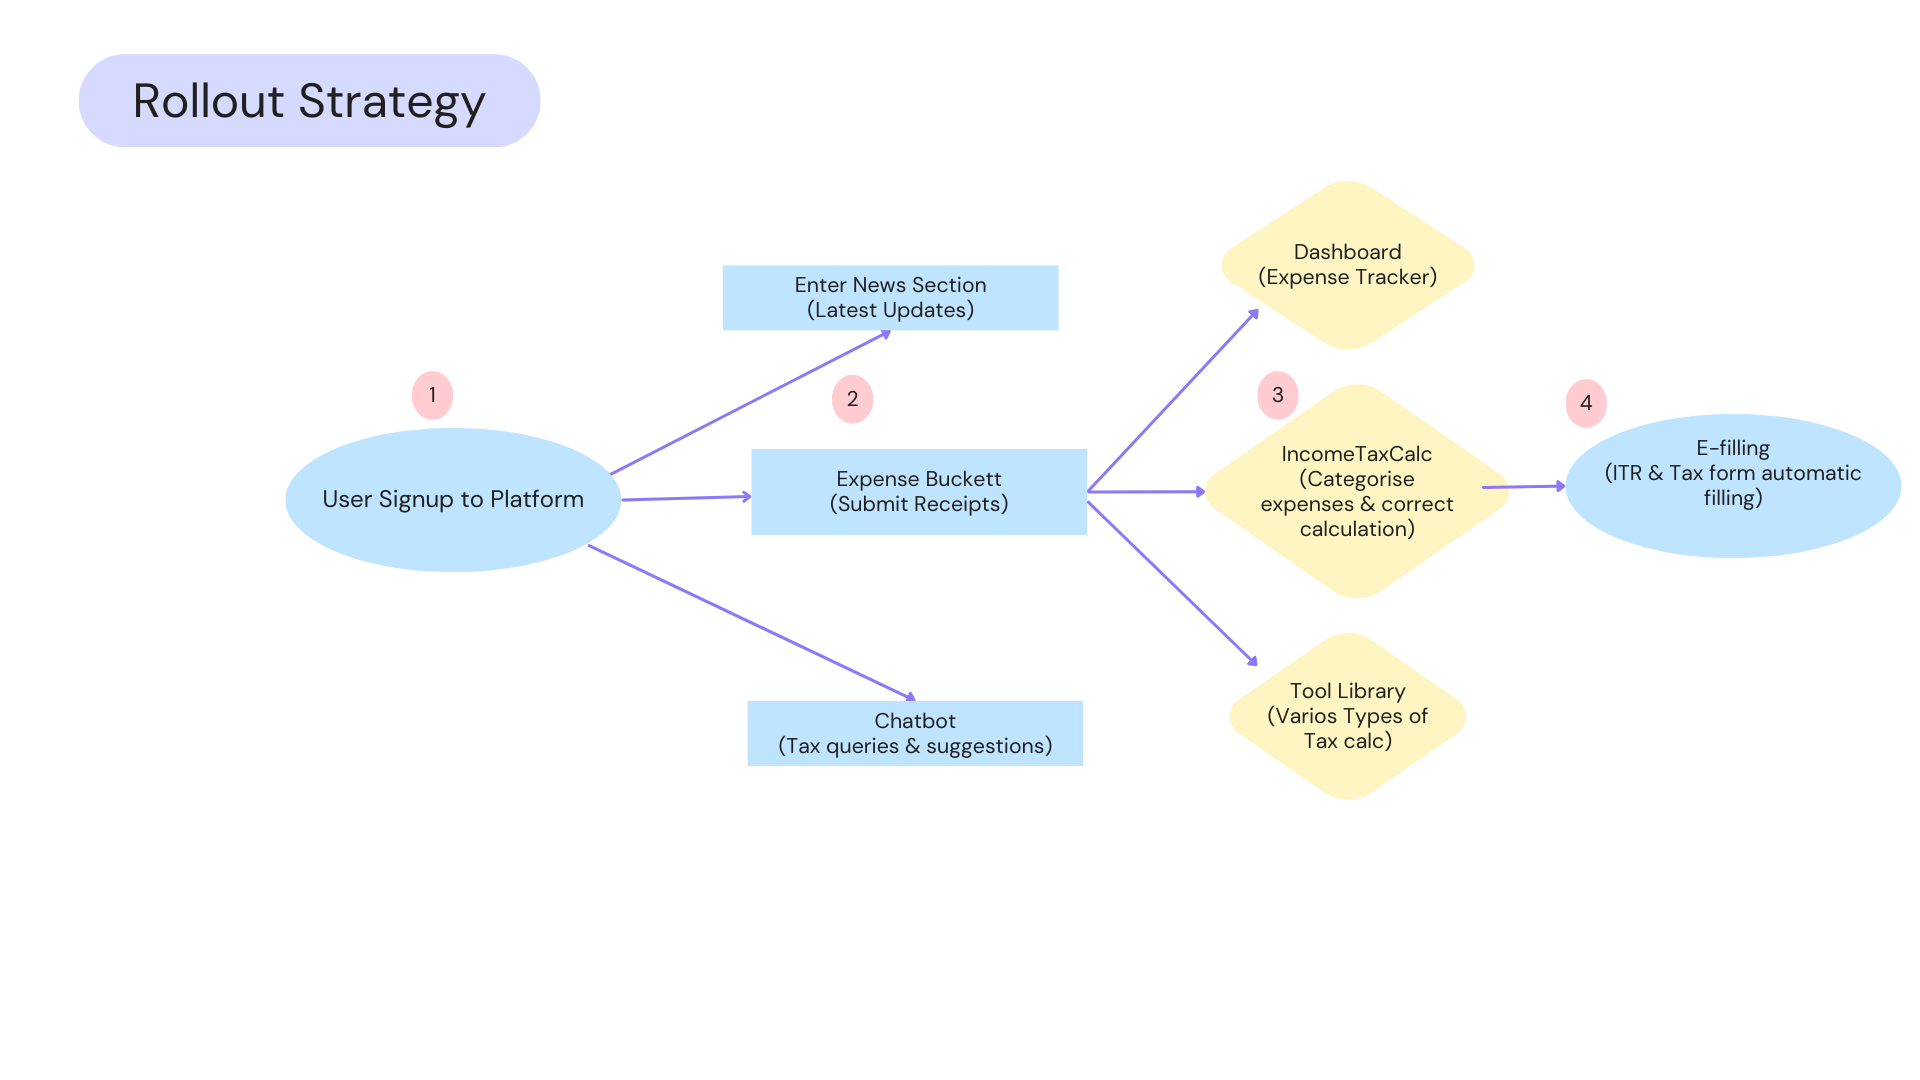 Rollout Strategy
1
User Signup to Platform
Enter News Section
(Latest Updates)
2
Expense Buckett
(Submit Receipts)
Chatbot
(Tax queries & suggestions)
Dashboard
(Expense Tracker)
3
IncomeTaxCalc
(Categorise
expenses & correct
calculation)
Tool Library
(Varios Types of
Tax calc)
4
E-filling
(ITR & Tax form automatic
filling)